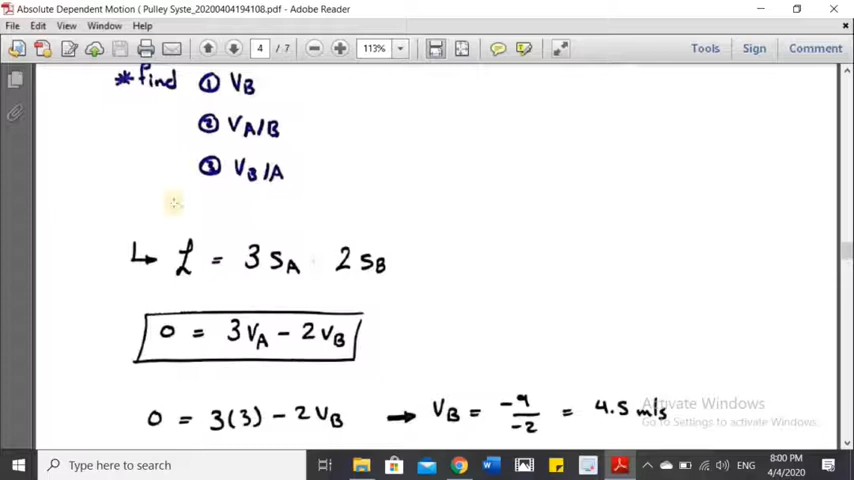 Absolute Dependent Motion ( Pulley Syste_20200404194108.pdf - Adobe Reader
File Edit View Window Help
4 / 7 113% Tools Sign Comment
*find ① VB
② VA/B
③ VB/A
↳ L = 3 SA 2 SB
0 = 3VA - 2VB
0 = 3(3) - 2VB → VB = -9/-2 = 4.5 m/s
Activate Windows
Go to Settings to activate Windows.
Type here to search
ENG
8:00 PM
4/4/2020